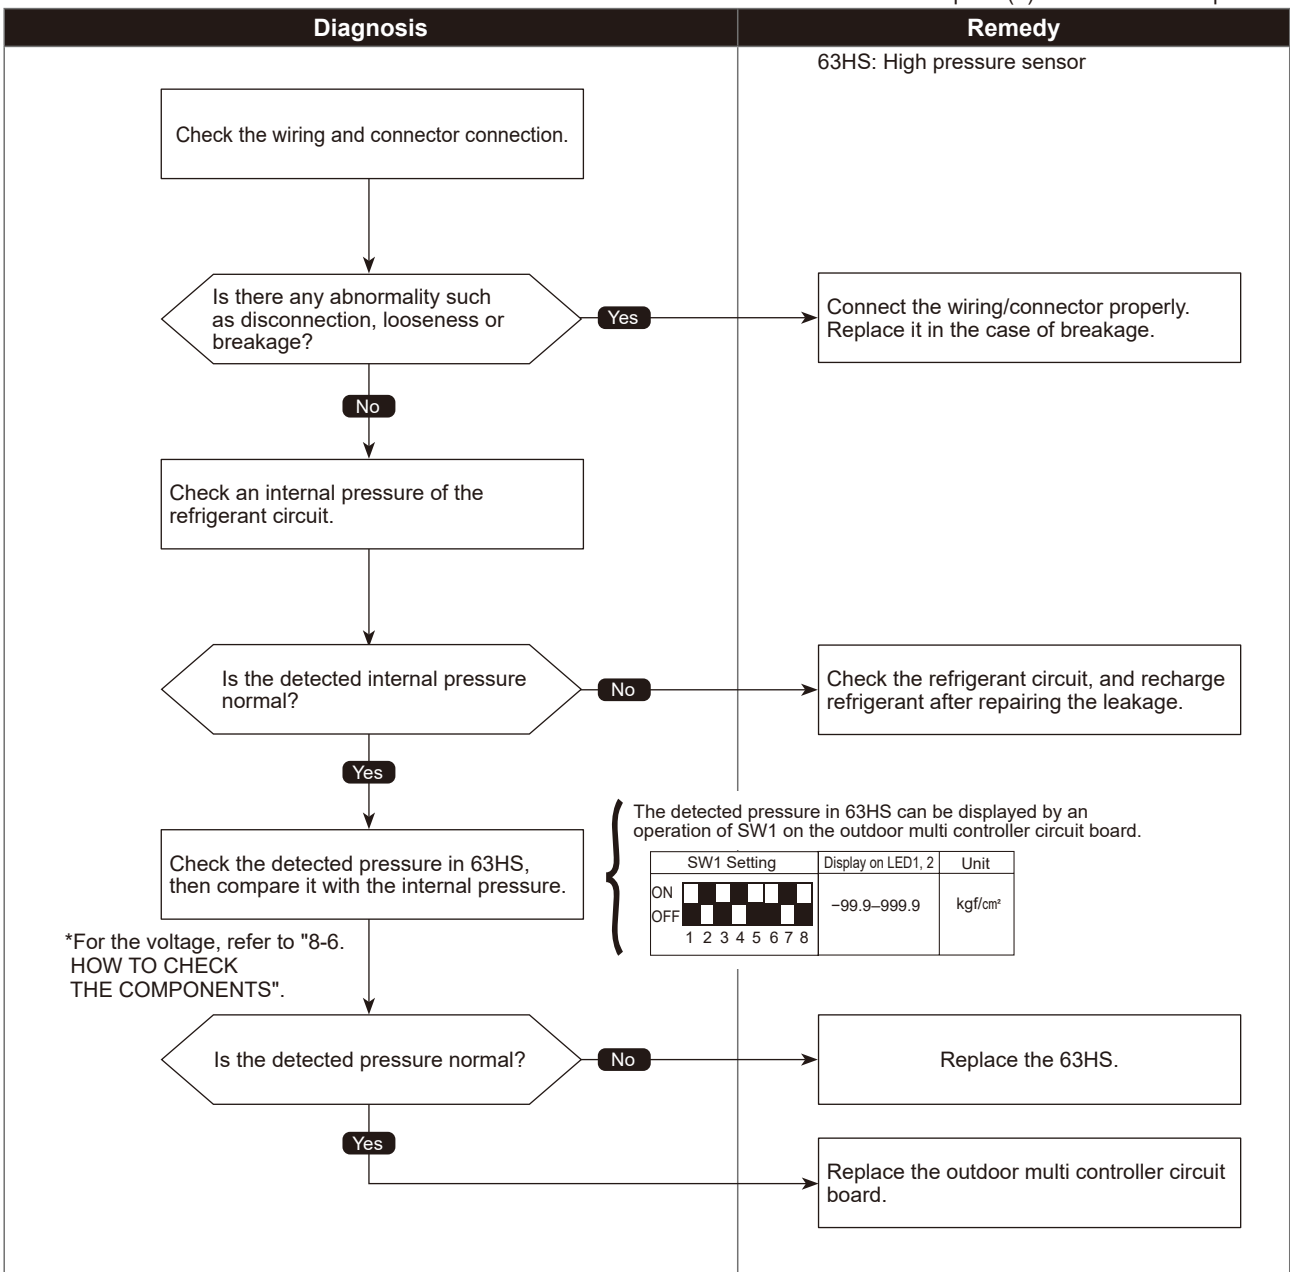 Diagnosis
Remedy
63HS: High pressure sensor
Check the wiring and connector connection.
Is there any abnormality such
as disconnection, looseness or
breakage?
Yes
Connect the wiring/connector properly.
Replace it in the case of breakage.
No
Check an internal pressure of the
refrigerant circuit.
Is the detected internal pressure
normal?
No
Check the refrigerant circuit, and recharge
refrigerant after repairing the leakage.
Yes
The detected pressure in 63HS can be displayed by an
operation of SW1 on the outdoor multi controller circuit board.
Check the detected pressure in 63HS,
then compare it with the internal pressure.
SW1 Setting
Display on LED1, 2
Unit
ON
OFF
1 2 3 4 5 6 7 8
−99.9–999.9
kgf/cm²
*For the voltage, refer to "8-6.
HOW TO CHECK
THE COMPONENTS".
Is the detected pressure normal?
No
Replace the 63HS.
Yes
Replace the outdoor multi controller circuit
board.